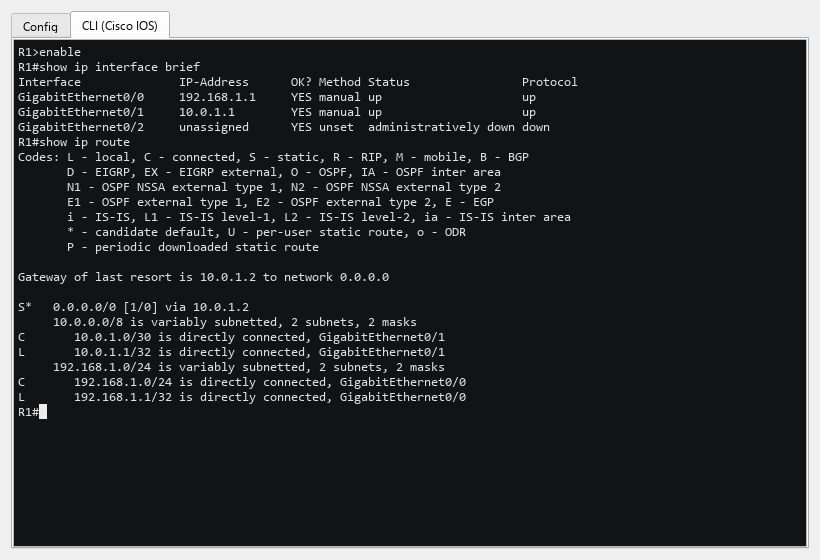 Config
CLI (Cisco IOS)
R1>enable
R1#show ip interface brief
Interface              IP-Address      OK? Method Status                Protocol
GigabitEthernet0/0     192.168.1.1     YES manual up                    up
GigabitEthernet0/1     10.0.1.1        YES manual up                    up
GigabitEthernet0/2     unassigned      YES unset  administratively down down
R1#show ip route
Codes: L - local, C - connected, S - static, R - RIP, M - mobile, B - BGP
       D - EIGRP, EX - EIGRP external, O - OSPF, IA - OSPF inter area
       N1 - OSPF NSSA external type 1, N2 - OSPF NSSA external type 2
       E1 - OSPF external type 1, E2 - OSPF external type 2, E - EGP
       i - IS-IS, L1 - IS-IS level-1, L2 - IS-IS level-2, ia - IS-IS inter area
       * - candidate default, U - per-user static route, o - ODR
       P - periodic downloaded static route
Gateway of last resort is 10.0.1.2 to network 0.0.0.0
S*   0.0.0.0/0 [1/0] via 10.0.1.2
     10.0.0.0/8 is variably subnetted, 2 subnets, 2 masks
C       10.0.1.0/30 is directly connected, GigabitEthernet0/1
L       10.0.1.1/32 is directly connected, GigabitEthernet0/1
     192.168.1.0/24 is variably subnetted, 2 subnets, 2 masks
C       192.168.1.0/24 is directly connected, GigabitEthernet0/0
L       192.168.1.1/32 is directly connected, GigabitEthernet0/0
R1#